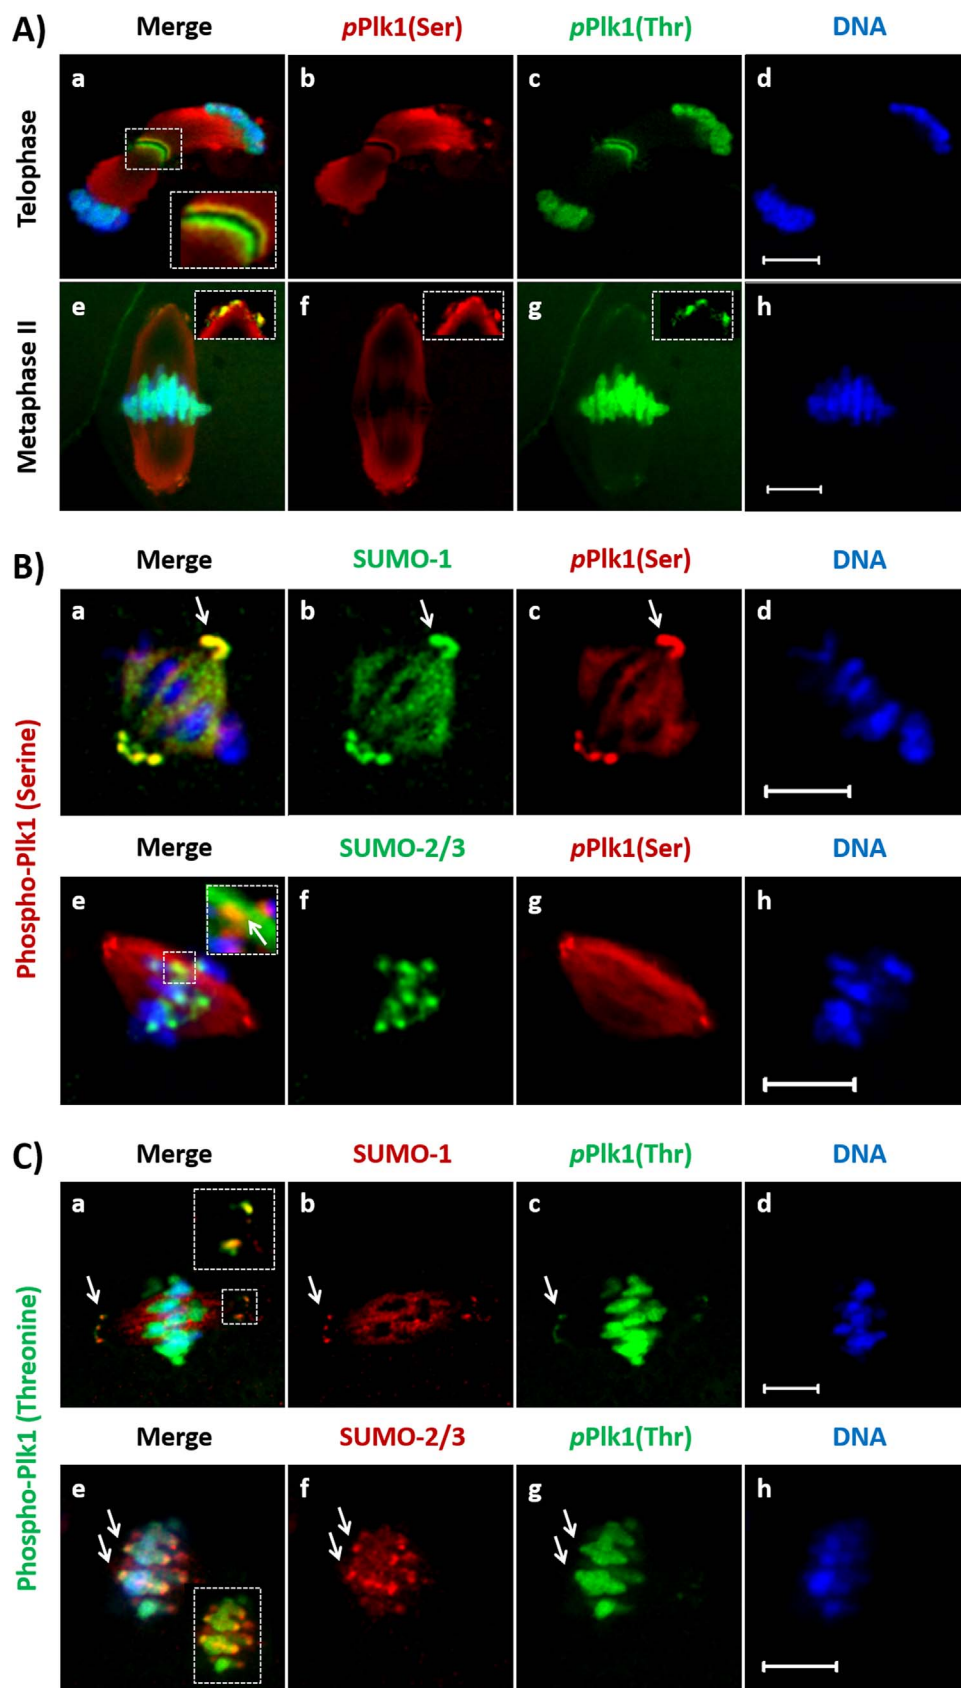 A)
Merge pPlk1(Ser) pPlk1(Thr) DNA
Telophase
a b c d
Metaphase II
e f g h
B)
Merge SUMO-1 pPlk1(Ser) DNA
Phospho-Plk1 (Serine)
a b c d
Merge SUMO-2/3 pPlk1(Ser) DNA
e f g h
C)
Merge SUMO-1 pPlk1(Thr) DNA
Phospho-Plk1 (Threonine)
a b c d
Merge SUMO-2/3 pPlk1(Thr) DNA
e f g h